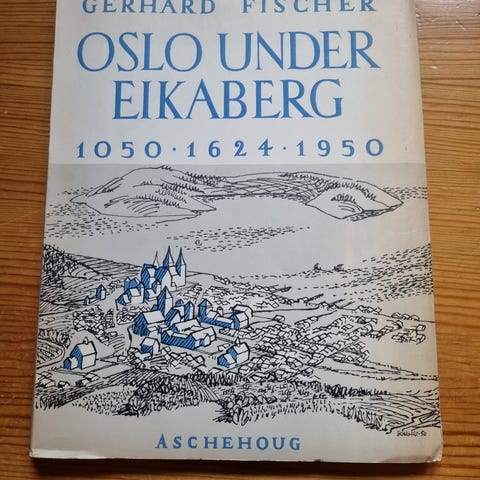 GERHARD FISCHER
OSLO UNDER
EIKABERG
1050 · 1624 · 1950
ASCHEHOUG